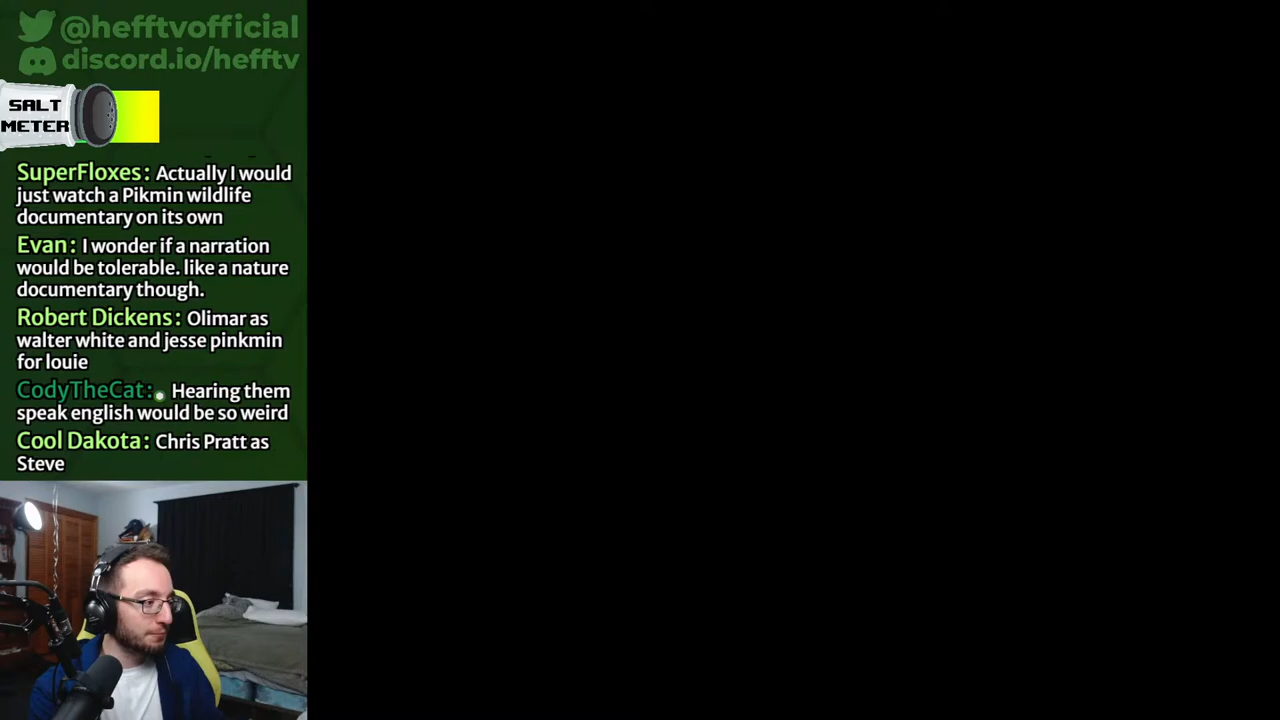 @hefftvofficial
discord.io/hefftv
SALT
METER
SuperFloxes: Actually I would
just watch a Pikmin wildlife
documentary on its own
Evan: I wonder if a narration
would be tolerable. like a nature
documentary though.
Robert Dickens: Olimar as
walter white and jesse pinkmin
for louie
CodyTheCat: Hearing them
speak english would be so weird
Cool Dakota: Chris Pratt as
Steve